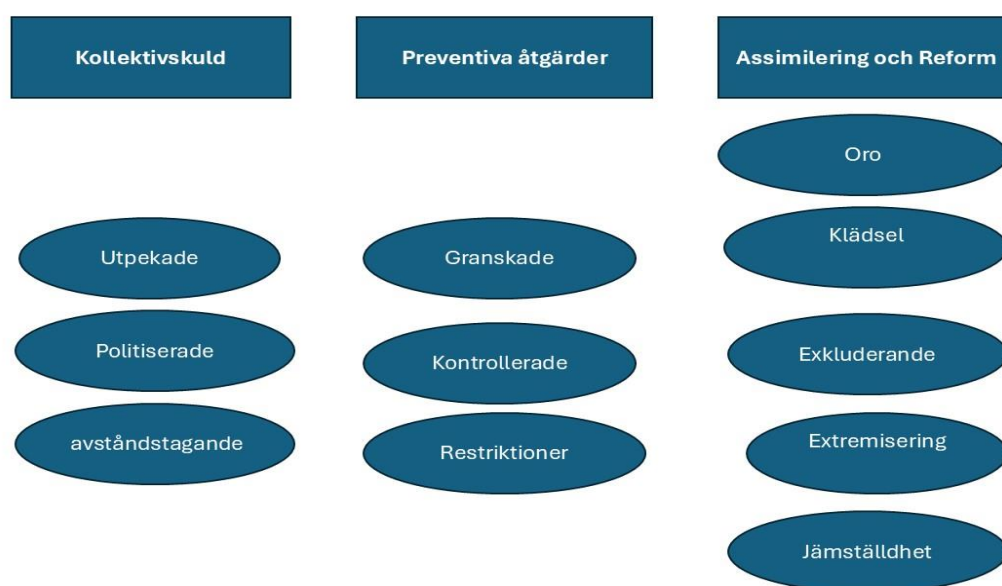 Kollektivskuld
Preventiva åtgärder
Assimilering och Reform
Oro
Utpekade
Granskade
Klädsel
Politiserade
Kontrollerade
Exkluderande
avståndstagande
Restriktioner
Extremisering
Jämställdhet